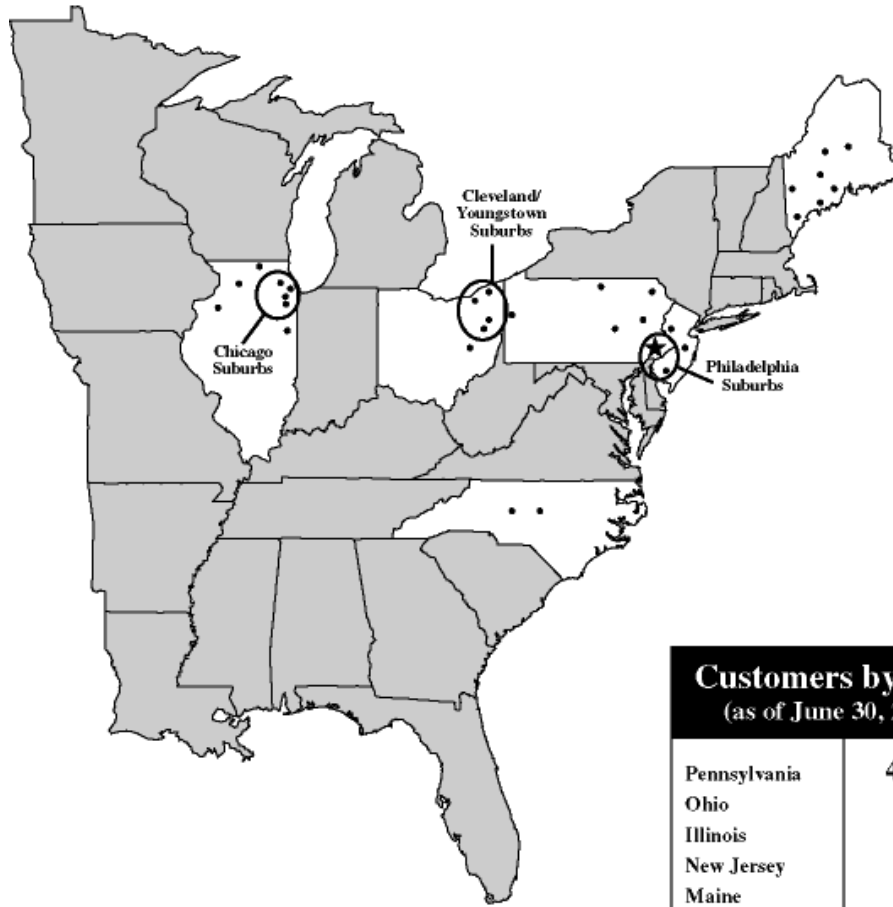 Cleveland/
Youngstown
Suburbs
Chicago
Suburbs
Philadelphia
Suburbs
Customers by
(as of June 30,
Pennsylvania
4
Ohio
Illinois
New Jersey
Maine